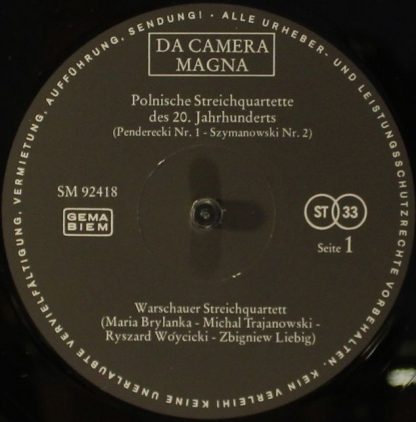 DA CAMERA
MAGNA
Polnische Streichquartette
des 20. Jahrhunderts
(Penderecki Nr. 1 - Szymanowski Nr. 2)
SM 92418
GEMA
BIEM
ST 33
Seite 1
Warschauer Streichquartett
(Maria Brylanka - Michal Trajanowski -
Ryszard Woÿcicki - Zbigniew Liebig)
ALLE URHEBER- UND LEISTUNGSSCHUTZRECHTE VORBEHALTEN. KEIN VERLEIH! KEINE UNERLAUBTE VERVIELFÄLTIGUNG, VERMIETUNG, AUFFÜHRUNG, SENDUNG! ·